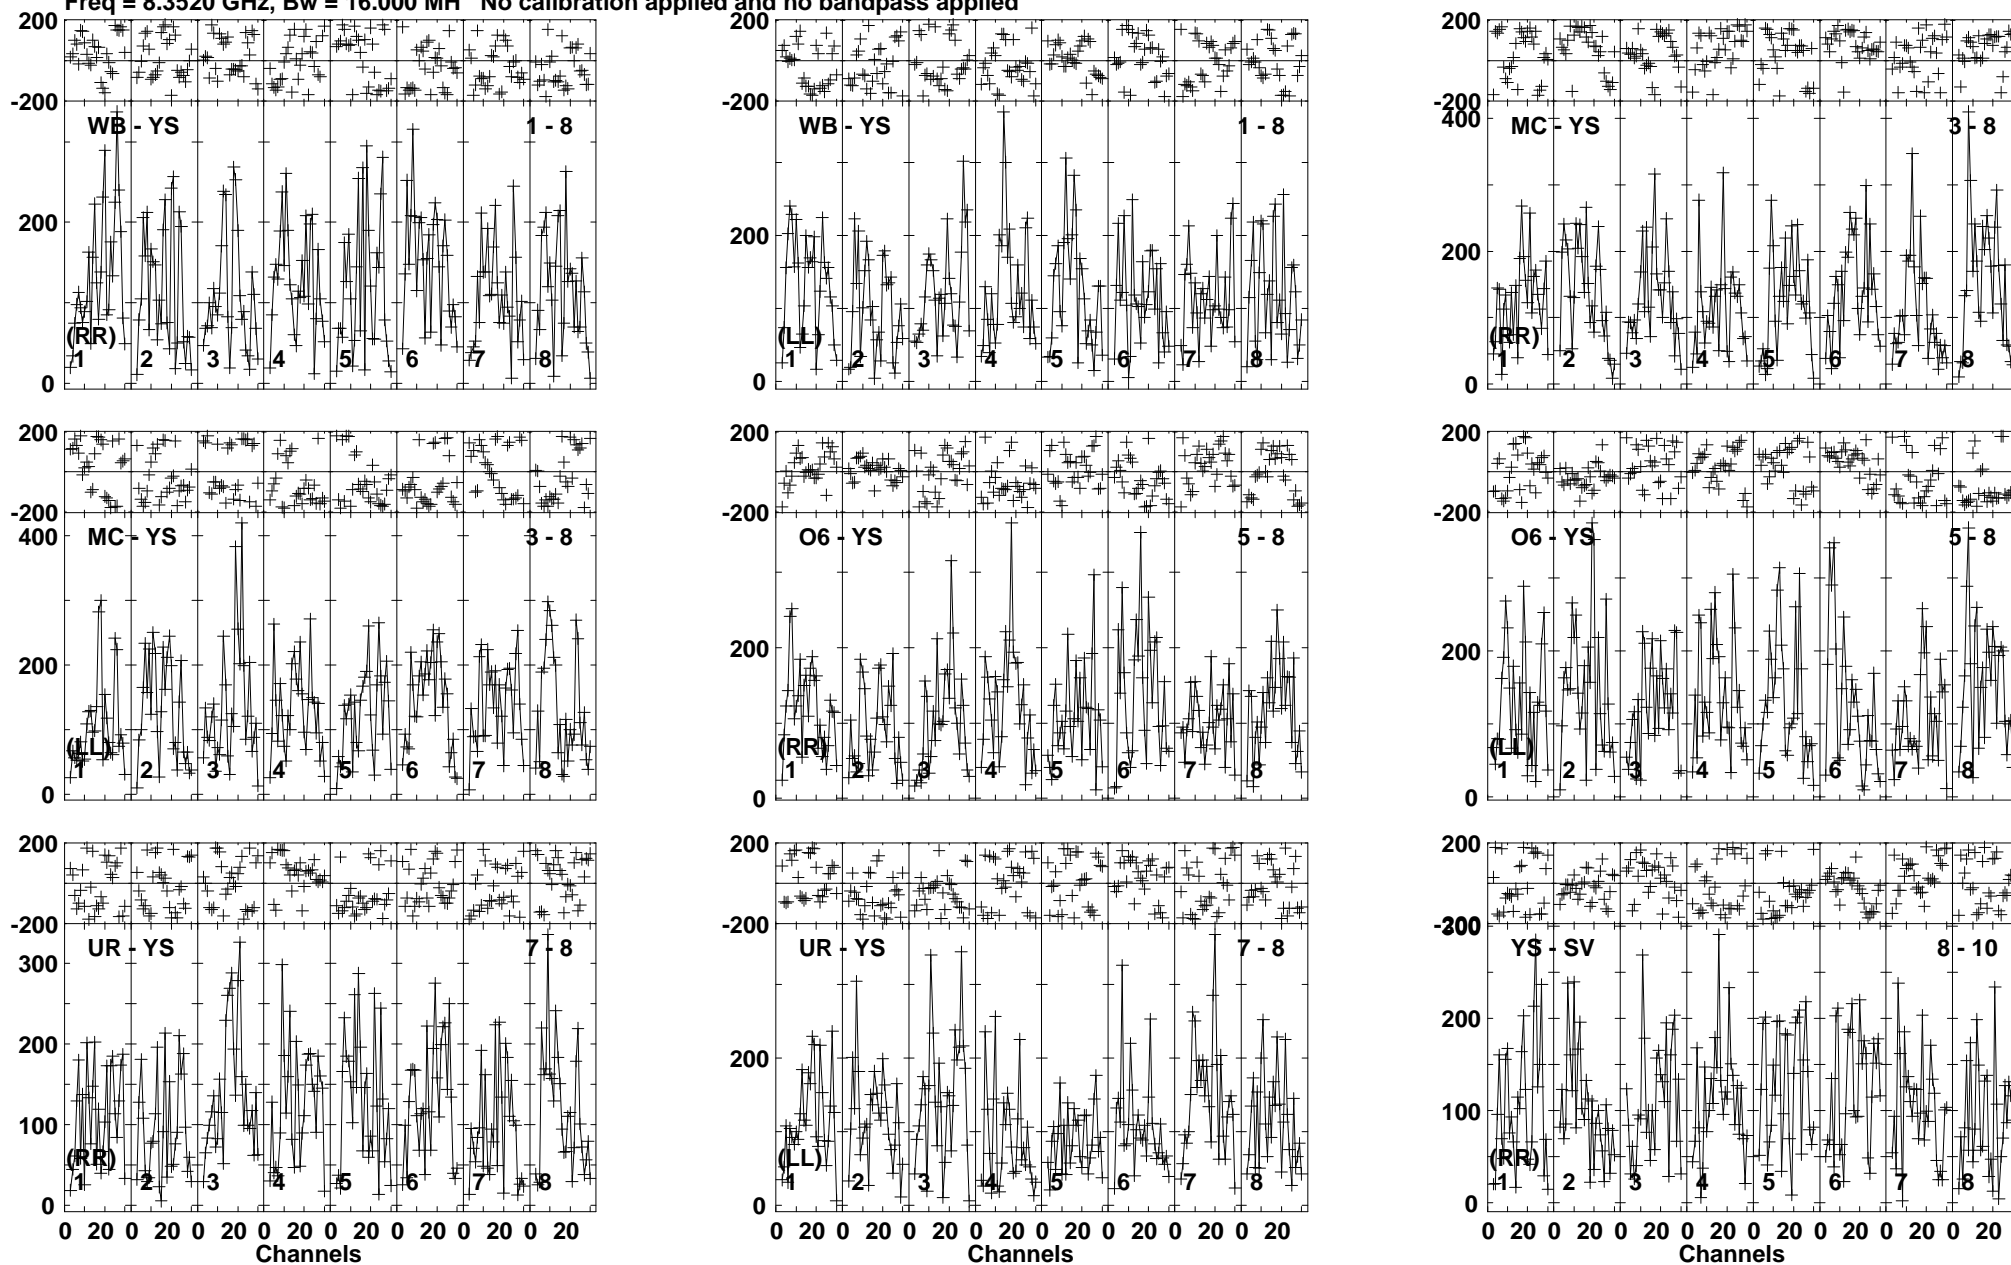 Freq = 8.3520 GHz, Bw = 16.000 MH No calibration applied and no bandpass applied
200 200 200
-200 -200 -200
WB - YS 1 - 8 WB - YS 1 - 8 400 MC - YS 3 - 8
200 200 200
(RR) (LL) (RR)
1 2 3 4 5 6 7 8 1 2 3 4 5 6 7 8 1 2 3 4 5 6 7 8
0 0 0
200 200 200
-200 -200 -200
400 MC - YS 3 - 8 O6 - YS 5 - 8 O6 - YS 5 - 8
200 200 200
(LL) (RR) (LL)
1 2 3 4 5 6 7 8 1 2 3 4 5 6 7 8 1 2 3 4 5 6 7 8
0 0 0
200 200 200
-200 -200 -200
300
UR - YS 7 - 8 UR - YS 7 - 8 YS - SV 8 - 10
300
200 200 200
100 100
(RR) (LL) (RR)
1 2 3 4 5 6 7 8 1 2 3 4 5 6 7 8 1 2 3 4 5 6 7 8
0 0 0
0 20 0 20 0 20 0 20 0 20 0 20 0 20 0 20 0 20 0 20 0 20 0 20 0 20 0 20 0 20 0 20 0 20 0 20 0 20 0 20 0 20 0 20 0 20 0 20
Channels Channels Channels